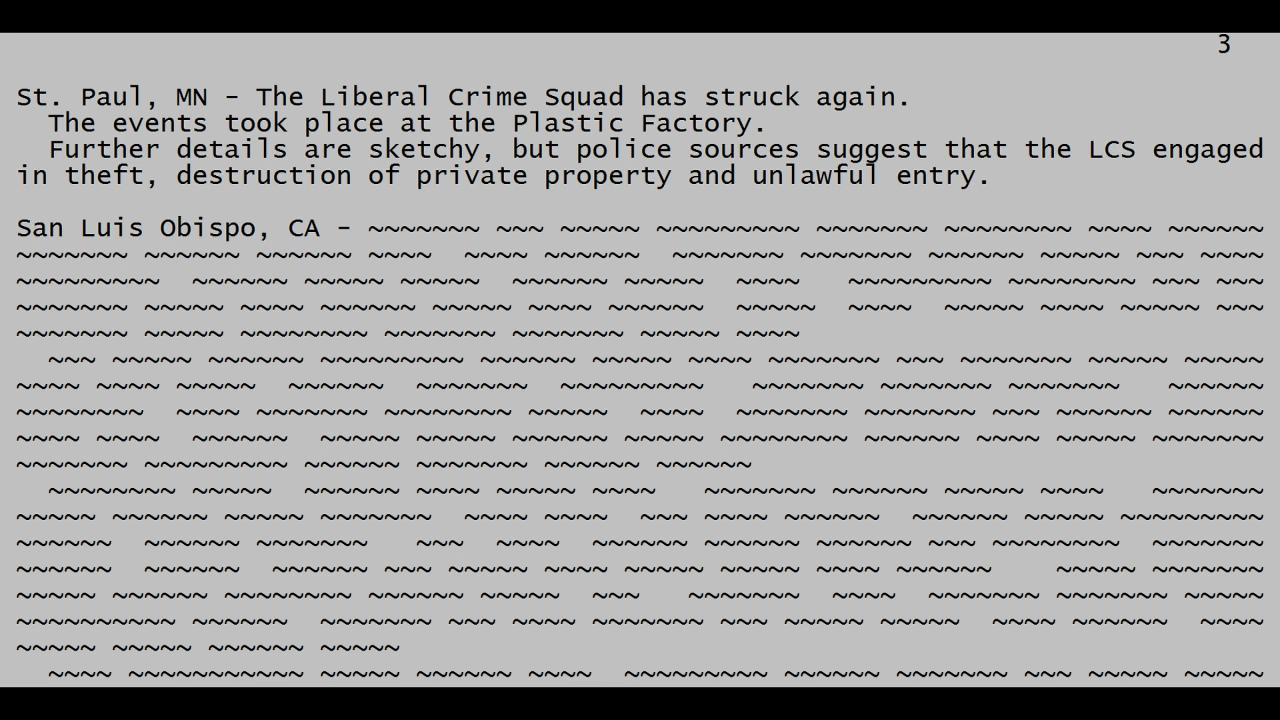 3
St. Paul, MN - The Liberal Crime Squad has struck again.
The events took place at the Plastic Factory.
Further details are sketchy, but police sources suggest that the LCS engaged
in theft, destruction of private property and unlawful entry.
San Luis Obispo, CA - ~~~~~~~ ~~~ ~~~~~ ~~~~~~~~~ ~~~~~~~ ~~~~~~~~ ~~~~ ~~~~~~
~~~~~~~ ~~~~~~ ~~~~~~ ~~~~  ~~~~ ~~~~~~  ~~~~~~~ ~~~~~~~ ~~~~~~ ~~~~~ ~~~ ~~~~
~~~~~~~~~  ~~~~~~ ~~~~~ ~~~~~  ~~~~~~ ~~~~~  ~~~~   ~~~~~~~~~ ~~~~~~~~ ~~~ ~~~
~~~~~~~ ~~~~~ ~~~~ ~~~~~~ ~~~~~ ~~~~ ~~~~~~  ~~~~~  ~~~~  ~~~~~ ~~~~ ~~~~~ ~~~
~~~~~~~ ~~~~~ ~~~~~~~~ ~~~~~~~ ~~~~~~~ ~~~~~ ~~~~
~~~ ~~~~~ ~~~~~~ ~~~~~~~~~ ~~~~~~ ~~~~~ ~~~~ ~~~~~~~ ~~~ ~~~~~~~ ~~~~~ ~~~~~
~~~~ ~~~~ ~~~~~  ~~~~~~  ~~~~~~~  ~~~~~~~~~   ~~~~~~~ ~~~~~~~ ~~~~~~~   ~~~~~~
~~~~~~~~  ~~~~ ~~~~~~~ ~~~~~~~~ ~~~~~  ~~~~  ~~~~~~~ ~~~~~~~ ~~~ ~~~~~~ ~~~~~~
~~~~ ~~~~  ~~~~~~  ~~~~~ ~~~~~ ~~~~~~ ~~~~~ ~~~~~~~~ ~~~~~~ ~~~~ ~~~~~ ~~~~~~~
~~~~~~~ ~~~~~~~~~ ~~~~~~ ~~~~~~~ ~~~~~~ ~~~~~~
~~~~~~~~ ~~~~~  ~~~~~~ ~~~~ ~~~~~ ~~~~   ~~~~~~~ ~~~~~~ ~~~~~ ~~~~   ~~~~~~~
~~~~~ ~~~~~~ ~~~~~ ~~~~~~~  ~~~~ ~~~~  ~~~ ~~~~ ~~~~~~  ~~~~~~ ~~~~~ ~~~~~~~~~
~~~~~~  ~~~~~~ ~~~~~~~   ~~~  ~~~~  ~~~~~~ ~~~~~~ ~~~~~~ ~~~ ~~~~~~~~  ~~~~~~~
~~~~~~  ~~~~~~  ~~~~~~ ~~~ ~~~~~ ~~~~ ~~~~~ ~~~~~ ~~~~ ~~~~~~    ~~~~~ ~~~~~~~
~~~~~ ~~~~~~ ~~~~~~~~ ~~~~~~ ~~~~~  ~~~   ~~~~~~~  ~~~~  ~~~~~~~ ~~~~~~~ ~~~~~
~~~~~~~~~~ ~~~~~~  ~~~~~~~ ~~~ ~~~~ ~~~~~~~ ~~~ ~~~~~ ~~~~~  ~~~~ ~~~~~~  ~~~~
~~~~~ ~~~~~ ~~~~~~ ~~~~~
~~~~ ~~~~~~~~~~~ ~~~~~ ~~~~~~ ~~~~  ~~~~~~~~~ ~~~~~~ ~~~~~~~ ~~~ ~~~~~ ~~~~~